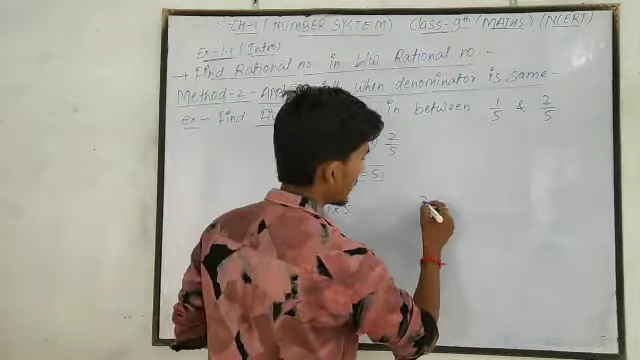 CH-1 (NUMBER SYSTEM) Class-9th (MATHS) (NCERT)
Ex-1.1 (Intro)
→ Find Rational no. in b/w Rational no. -
Method-2 - when denominator is same -
ex - Find in between 1/5 & 2/5
2/5